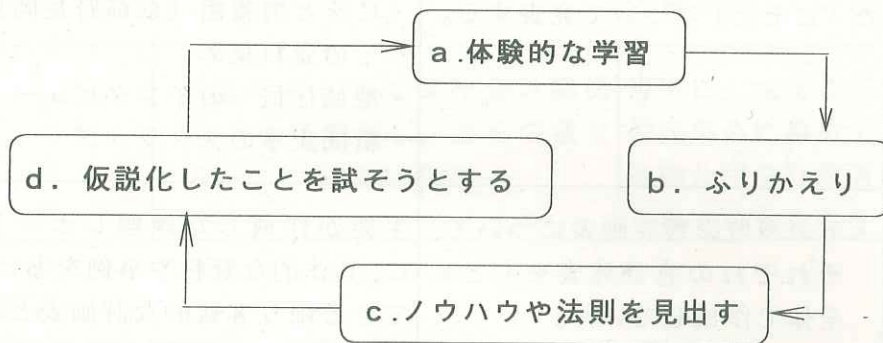 a.体験的な学習
b. ふりかえり
c.ノウハウや法則を見出す
d. 仮説化したことを試そうとする